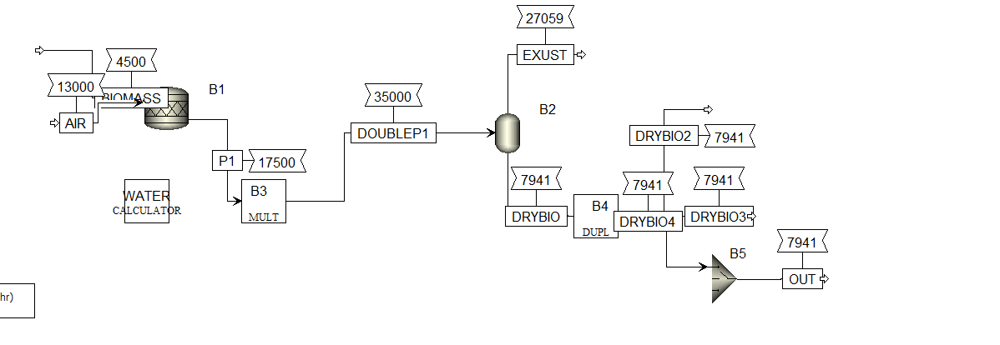 27059
EXUST
4500
13000
BIOMASS
B1
AIR
35000
DOUBLEP1
B2
DRYBIO2
7941
P1
17500
WATER
CALCULATOR
B3
MULT
7941
DRYBIO
B4
DUPL
7941
DRYBIO4
7941
DRYBIO3
7941
B5
OUT
hr)